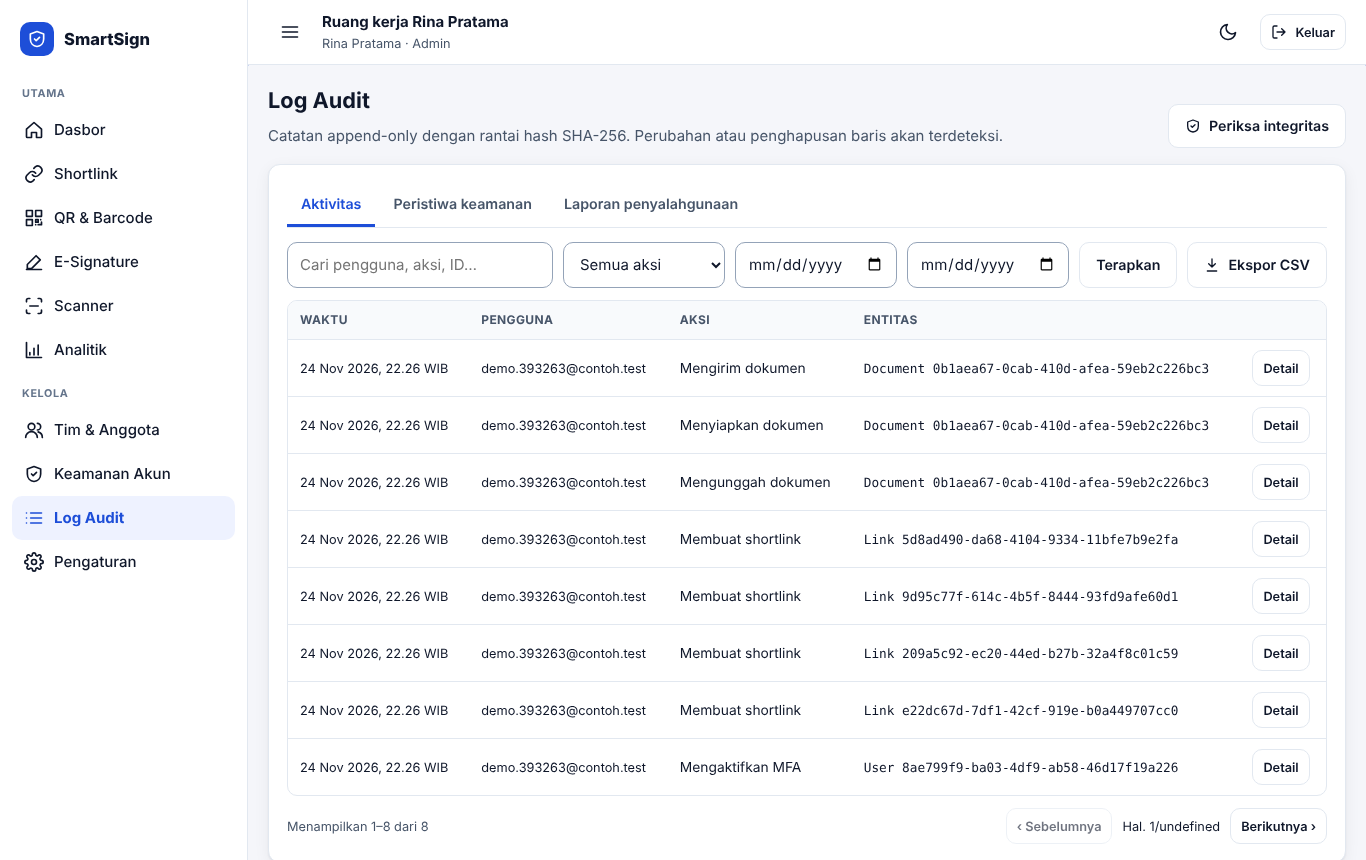 SmartSign
UTAMA
Dasbor
Shortlink
QR & Barcode
E-Signature
Scanner
Analitik
KELOLA
Tim & Anggota
Keamanan Akun
Log Audit
Pengaturan
Ruang kerja Rina Pratama
Rina Pratama · Admin
Keluar
Log Audit
Catatan append-only dengan rantai hash SHA-256. Perubahan atau penghapusan baris akan terdeteksi.
Periksa integritas
Aktivitas Peristiwa keamanan Laporan penyalahgunaan
Cari pengguna, aksi, ID... Semua aksi mm/dd/yyyy mm/dd/yyyy Terapkan Ekspor CSV
WAKTU PENGGUNA AKSI ENTITAS
24 Nov 2026, 22.26 WIB demo.393263@contoh.test Mengirim dokumen Document 0b1aea67-0cab-410d-afea-59eb2c226bc3 Detail
24 Nov 2026, 22.26 WIB demo.393263@contoh.test Menyiapkan dokumen Document 0b1aea67-0cab-410d-afea-59eb2c226bc3 Detail
24 Nov 2026, 22.26 WIB demo.393263@contoh.test Mengunggah dokumen Document 0b1aea67-0cab-410d-afea-59eb2c226bc3 Detail
24 Nov 2026, 22.26 WIB demo.393263@contoh.test Membuat shortlink Link 5d8ad490-da68-4104-9334-11bfe7b9e2fa Detail
24 Nov 2026, 22.26 WIB demo.393263@contoh.test Membuat shortlink Link 9d95c77f-614c-4b5f-8444-93fd9afe60d1 Detail
24 Nov 2026, 22.26 WIB demo.393263@contoh.test Membuat shortlink Link 209a5c92-ec20-44ed-b27b-32a4f8c01c59 Detail
24 Nov 2026, 22.26 WIB demo.393263@contoh.test Membuat shortlink Link e22dc67d-7df1-42cf-919e-b0a449707cc0 Detail
24 Nov 2026, 22.26 WIB demo.393263@contoh.test Mengaktifkan MFA User 8ae799f9-ba03-4df9-ab58-46d17f19a226 Detail
Menampilkan 1–8 dari 8 ‹ Sebelumnya Hal. 1/undefined Berikutnya ›